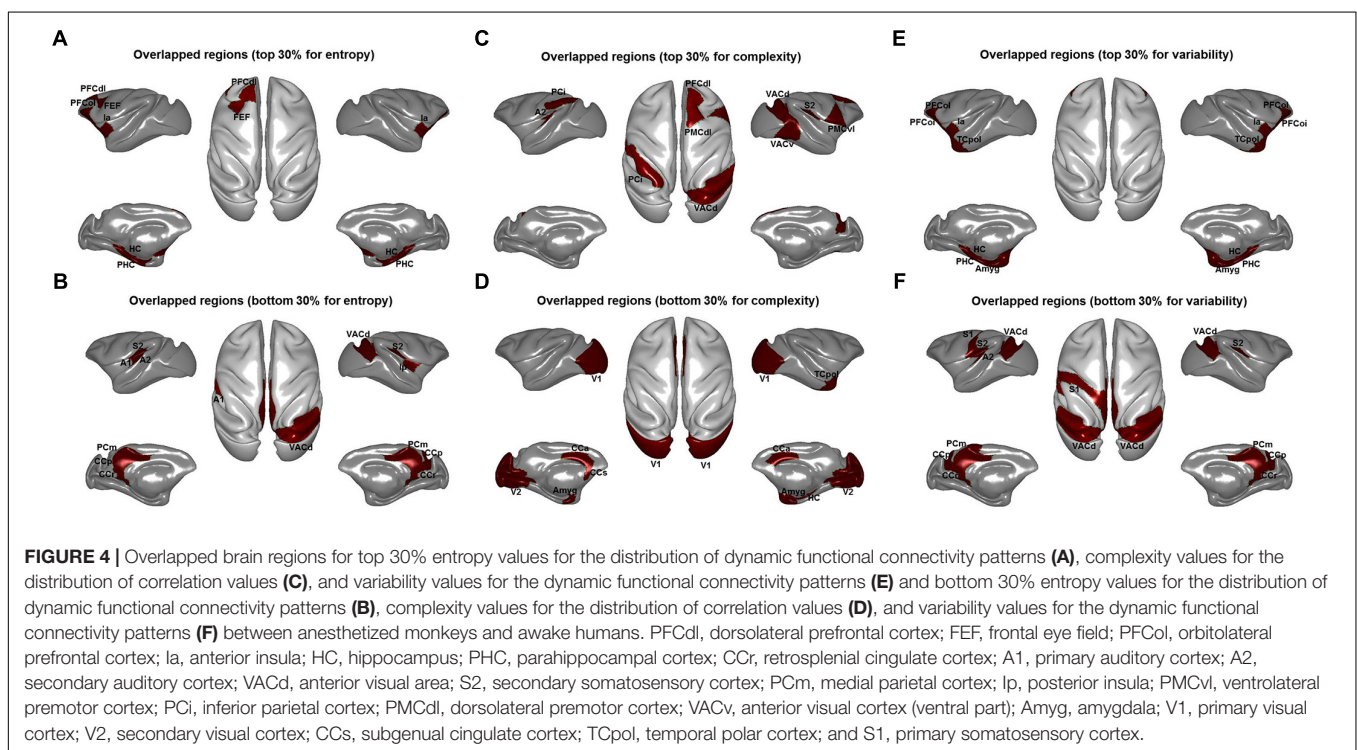 A
Overlapped regions (top 30% for entropy)
PFCdl
PFCol
FEF
Ia
PFCdl
FEF
Ia
HC
PHC
HC
PHC
C
Overlapped regions (top 30% for complexity)
PCi
A2
PFCdl
PMCdl
PCi
VACd
VACd
S2
PMCvl
VACv
E
Overlapped regions (top 30% for variability)
PFCol
PFCoi
Ia
TCpol
PFCol
PFCoi
Ia
TCpol
HC
PHC
Amyg
HC
PHC
Amyg
B
Overlapped regions (bottom 30% for entropy)
S2
A1
A2
A1
VACd
VACd
S2
Ip
PCm
CCp
CCr
PCm
CCp
CCr
D
Overlapped regions (bottom 30% for complexity)
V1
V1
V1
V1
TCpol
CCa
CCs
V2
Amyg
CCa
Amyg
HC
V2
F
Overlapped regions (bottom 30% for variability)
S1
S2
A2
VACd
S1
VACd
VACd
VACd
S2
PCm
CCp
CCr
PCm
CCp
CCr
FIGURE 4 | Overlapped brain regions for top 30% entropy values for the distribution of dynamic functional connectivity patterns (A), complexity values for the
distribution of correlation values (C), and variability values for the dynamic functional connectivity patterns (E) and bottom 30% entropy values for the distribution of
dynamic functional connectivity patterns (B), complexity values for the distribution of correlation values (D), and variability values for the dynamic functional
connectivity patterns (F) between anesthetized monkeys and awake humans. PFCdl, dorsolateral prefrontal cortex; FEF, frontal eye field; PFCol, orbitolateral
prefrontal cortex; Ia, anterior insula; HC, hippocampus; PHC, parahippocampal cortex; CCr, retrosplenial cingulate cortex; A1, primary auditory cortex; A2,
secondary auditory cortex; VACd, anterior visual area; S2, secondary somatosensory cortex; PCm, medial parietal cortex; Ip, posterior insula; PMCvl, ventrolateral
premotor cortex; PCi, inferior parietal cortex; PMCdl, dorsolateral premotor cortex; VACv, anterior visual cortex (ventral part); Amyg, amygdala; V1, primary visual
cortex; V2, secondary visual cortex; CCs, subgenual cingulate cortex; TCpol, temporal polar cortex; and S1, primary somatosensory cortex.